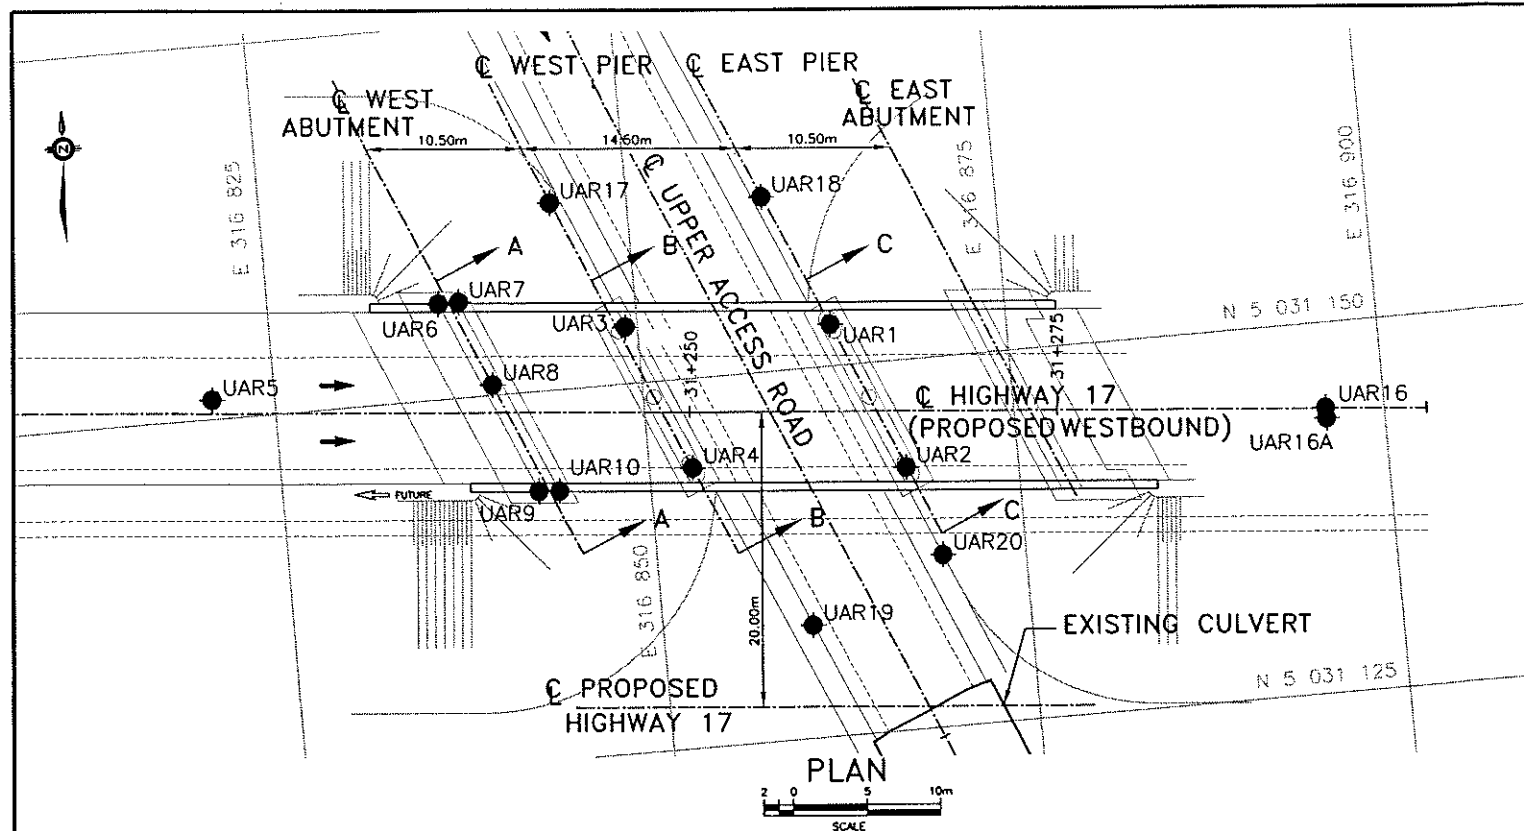 ℄ WEST PIER
℄ EAST PIER
℄ WEST
ABUTMENT
℄ EAST
ABUTMENT
10.50m
14.60m
10.50m
N
E 316 825
E 316 875
E 316 900
UAR17
UAR18
℄ UPPER ACCESS ROAD
A
B
C
UAR7
UAR6
UAR3
UAR1
31+250
31+275
N 5 031 150
UAR5
UAR8
℄ HIGHWAY 17
(PROPOSED WESTBOUND)
UAR16
UAR16A
UAR4
UAR2
UAR10
FUTURE
UAR9
A
B
C
UAR20
E 316 850
20.00m
UAR19
EXISTING CULVERT
N 5 031 125
℄ PROPOSED
HIGHWAY 17
PLAN
2 0 5 10m
SCALE